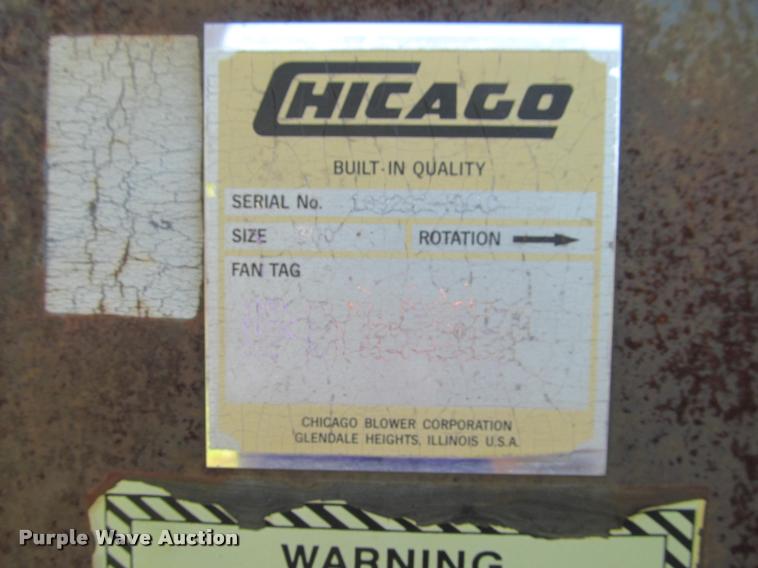 CHICAGO
BUILT-IN QUALITY
SERIAL No.
SIZE ROTATION
FAN TAG
CHICAGO BLOWER CORPORATION
GLENDALE HEIGHTS, ILLINOIS U.S.A.
Purple Wave Auction
WARNING